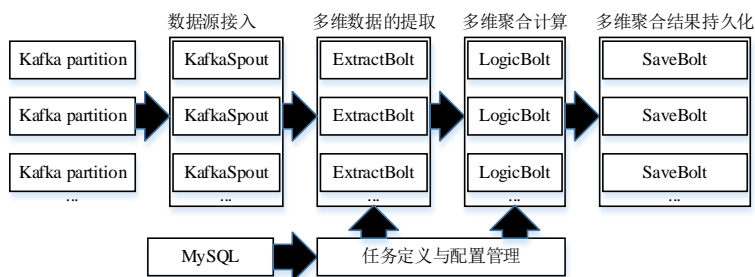 数据源接入 多维数据的提取 多维聚合计算 多维聚合结果持久化
Kafka partition KafkaSpout ExtractBolt LogicBolt SaveBolt
Kafka partition KafkaSpout ExtractBolt LogicBolt SaveBolt
Kafka partition KafkaSpout ExtractBolt LogicBolt SaveBolt
... ... ... ... ...
MySQL 任务定义与配置管理